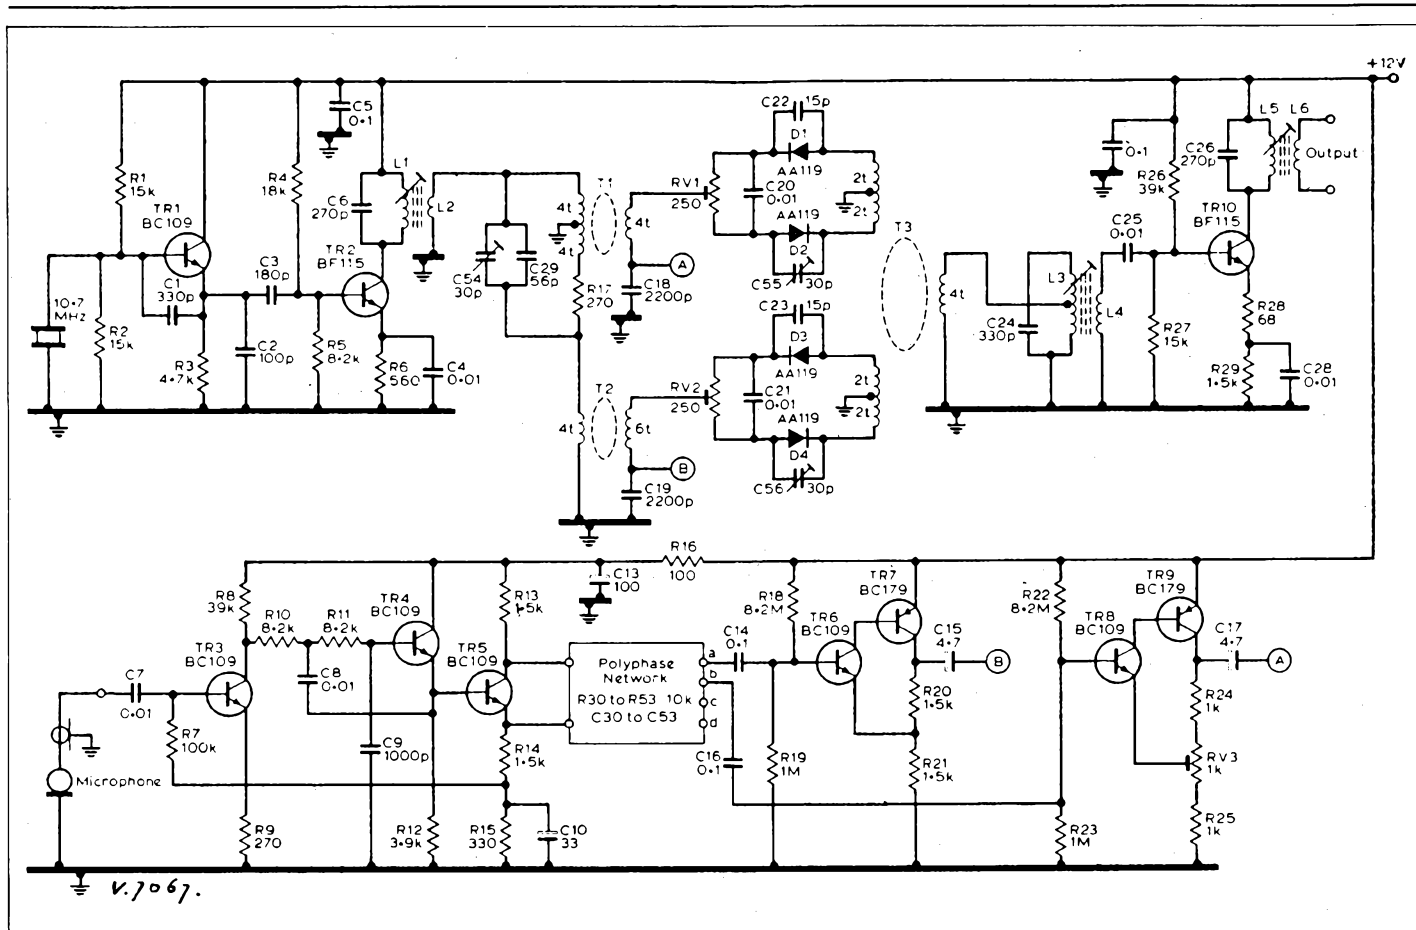 +12V
C5
0·1
R1
15k
R4
18k
TR1
BC109
C6
270p
L1
L2
TR2
BF115
C3
180p
C1
330p
10·7
MHz
R2
15k
R3
4·7k
C2
100p
R5
8·2k
R6
560
C4
0·01
C54
30p
C29
56p
T1
4t
4t
4t
R17
270
A
C18
2200p
T2
4t
6t
B
C19
2200p
RV1
250
C22
15p
D1
AA119
C20
0·01
AA119
D2
C55
30p
2t
2t
C23
15p
D3
AA119
RV2
250
C21
0·01
AA119
D4
C56
30p
2t
2t
T3
4t
C24
330p
L3
L4
0·1
R26
39k
C25
0·01
R27
15k
TR10
BF115
C26
270p
L5
L6
Output
R28
68
R29
1·5k
C28
0·01
R8
39k
R10
8·2k
R11
8·2k
TR4
BC109
TR3
BC109
C7
0·01
R7
100k
Microphone
C8
0·01
C9
1000p
R9
270
R12
3·9k
TR5
BC109
R13
1·5k
R14
1·5k
R15
330
C10
33
C13
100
R16
100
Polyphase
Network
R30 to R53 10k
C30 to C53
a
b
c
d
C14
0·1
C16
0·1
R18
8·2M
R19
1M
TR6
BC109
TR7
BC179
C15
4·7
B
R20
1·5k
R21
1·5k
R22
8·2M
R23
1M
TR8
BC109
TR9
BC179
C17
4·7
A
R24
1k
RV3
1k
R25
1k
V.7067.